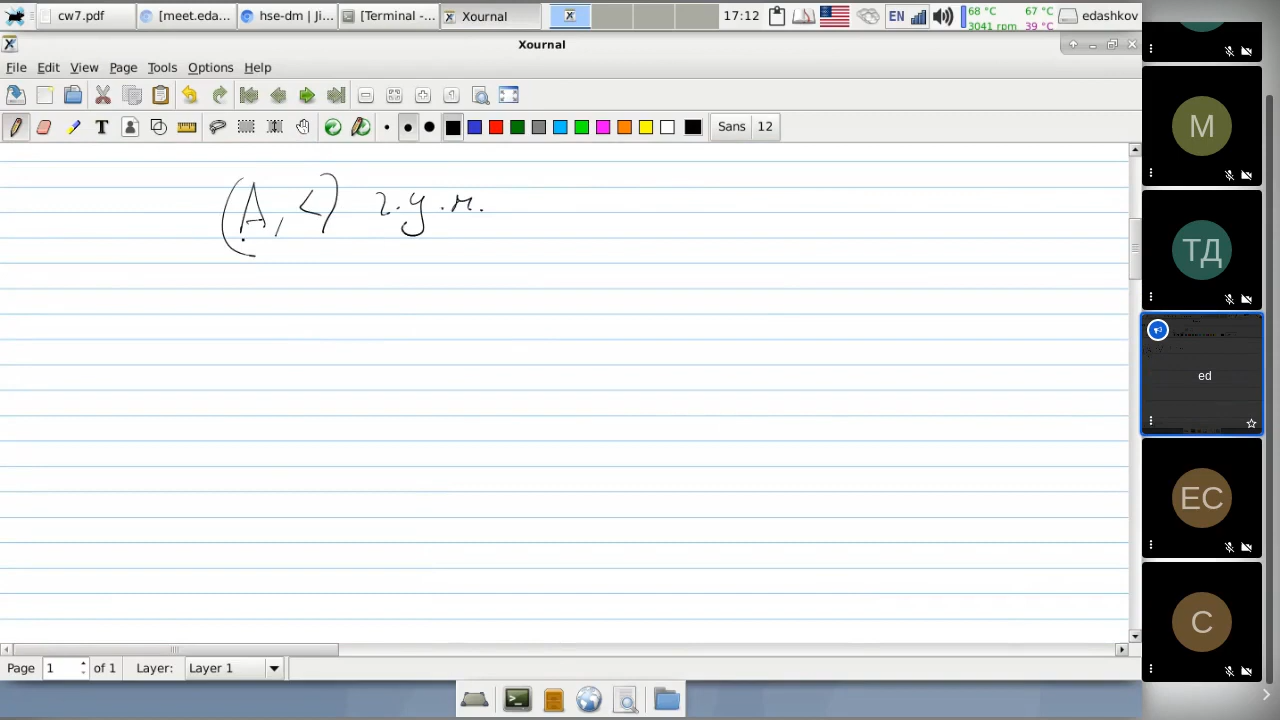 cw7.pdf [meet.eda... hse-dm | Ji... [Terminal -... Xournal 17:12 EN 68 °C 3041 rpm 67 °C 39 °C edashkov
Xournal
File Edit View Page Tools Options Help
Sans 12
(A, <) ч.у.м.
М
ТД
ed
ЕС
С
Page 1 of 1 Layer: Layer 1